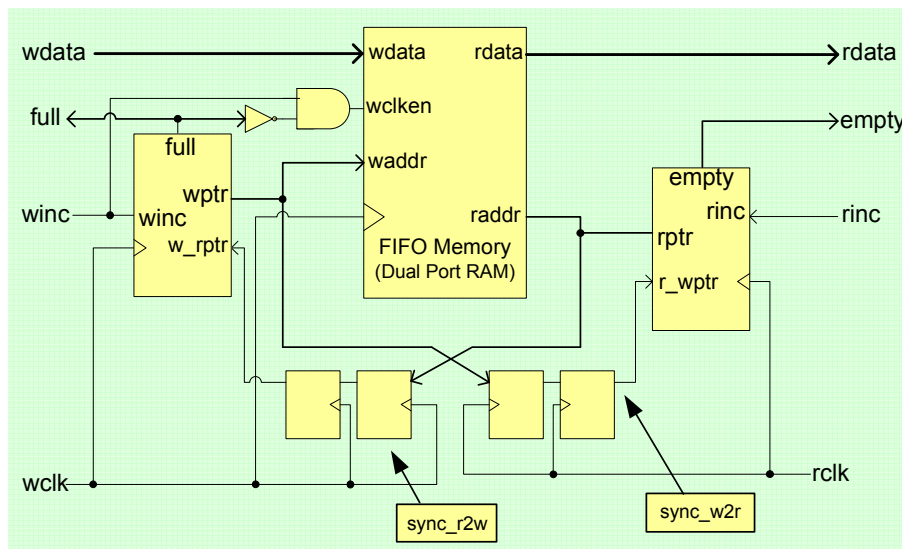 wdata
wdata
rdata
rdata
wclken
full
empty
full
waddr
empty
wptr
winc
winc
raddr
rinc
rinc
w_rptr
FIFO Memory
(Dual Port RAM)
rptr
r_wptr
wclk
rclk
sync_r2w
sync_w2r